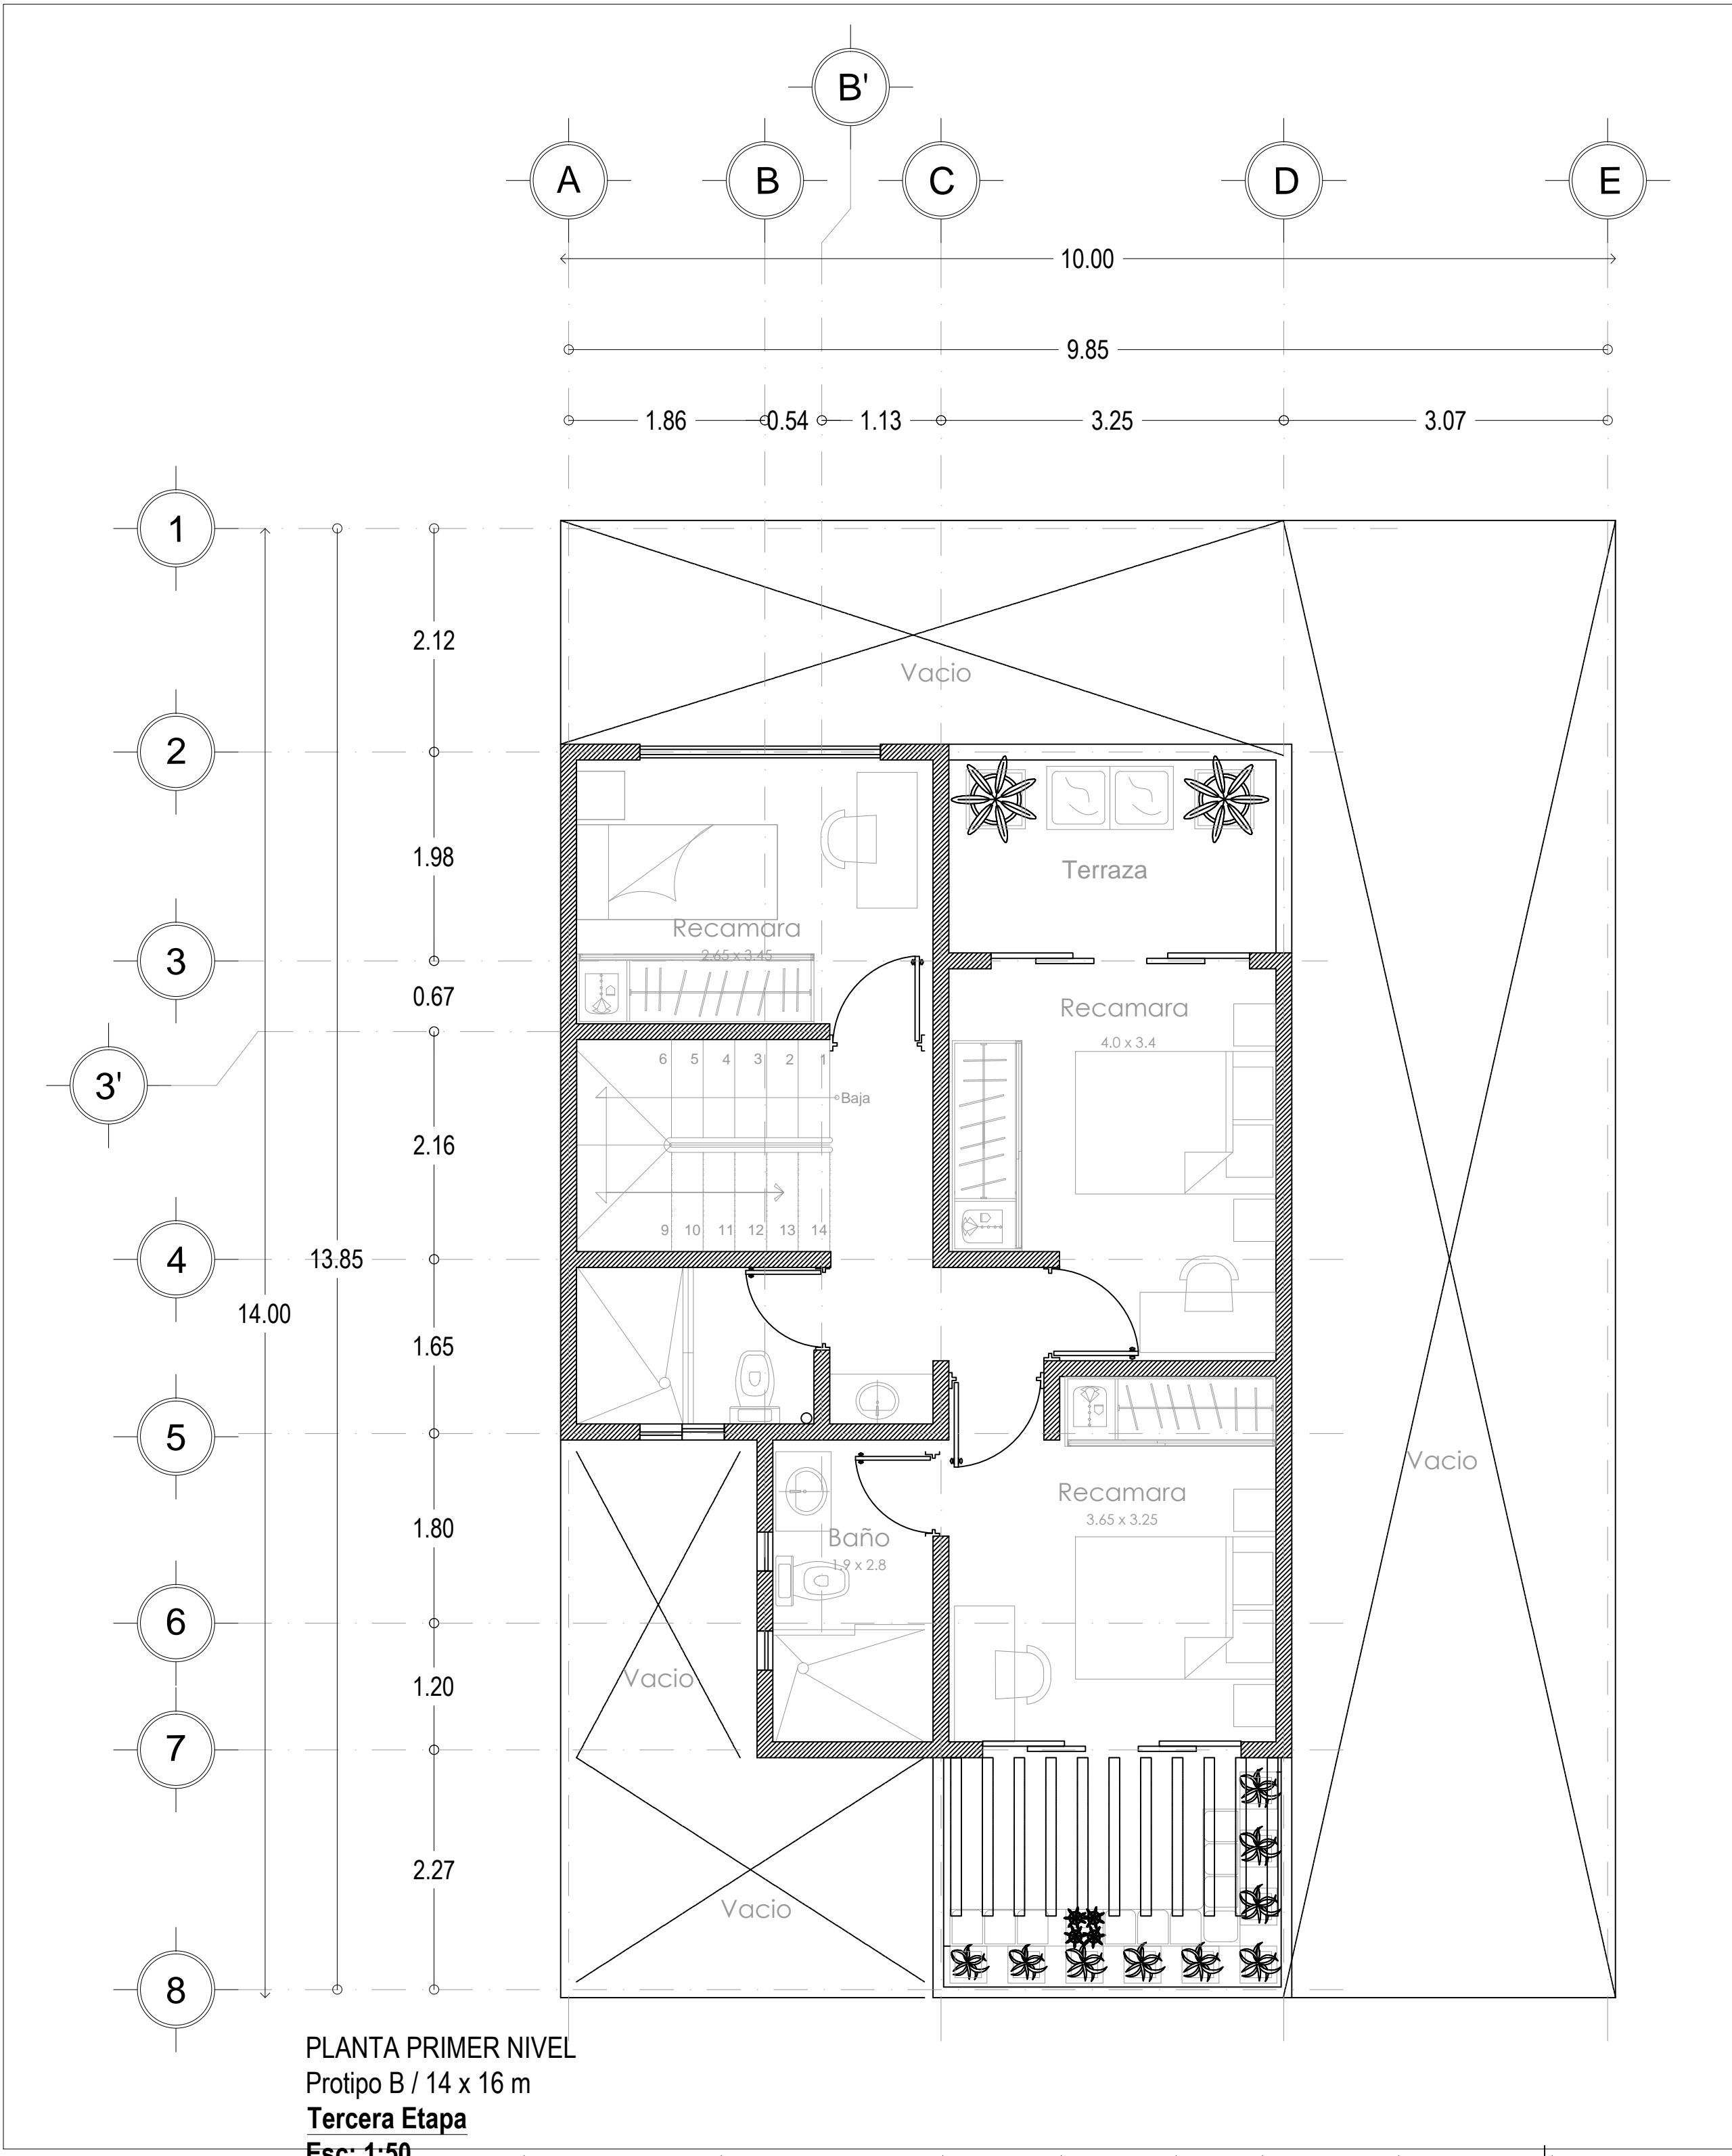 B'
A B C D E
10.00
9.85
1.86 0.54 1.13 3.25 3.07
1
2.12
Vacio
2
1.98
Terraza
Recamara
2.65 x 3.45
3
0.67
Recamara
4.0 x 3.4
3'
6 5 4 3 2 1
Baja
2.16
9 10 11 12 13 14
4
13.85
14.00
1.65
5
Vacio
Recamara
3.65 x 3.25
1.80
Baño
1.9 x 2.8
6
Vacio
1.20
7
2.27
Vacio
8
PLANTA PRIMER NIVEL
Protipo B / 14 x 16 m
Tercera Etapa
Esc: 1:50